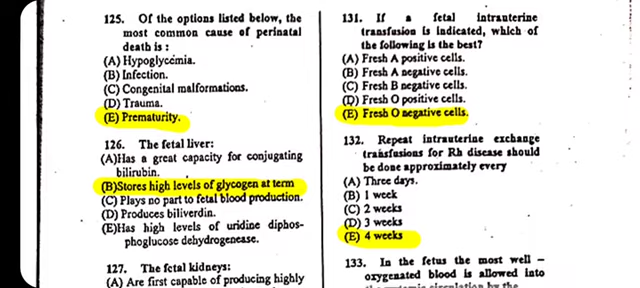 125. Of the options listed below, the
most common cause of perinatal
death is :
(A) Hypoglycemia.
(B) Infection.
(C) Congenital malformations.
(D) Trauma.
(E) Prematurity.
126. The fetal liver:
(A)Has a great capacity for conjugating
bilirubin.
(B)Stores high levels of glycogen at term
(C) Plays no part to fetal blood production.
(D) Produces biliverdin.
(E)Has high levels of uridine diphos-
phoglucose dehydrogenase.
127. The fetal kidneys:
(A) Are first capable of producing highly
131. If a fetal intrauterine
transfusion is indicated, which of
the following is the best?
(A) Fresh A positive cells.
(B) Fresh A negative cells.
(C) Fresh B negative cells.
(D) Fresh O positive cells.
(E) Fresh O negative cells.
132. Repeat intrauterine exchange
transfusions for Rh disease should
be done approximately every
(A) Three days.
(B) 1 week
(C) 2 weeks
(D) 3 weeks
(E) 4 weeks
133. In the fetus the most well –
oxygenated blood is allowed into
the systemic circulation by the